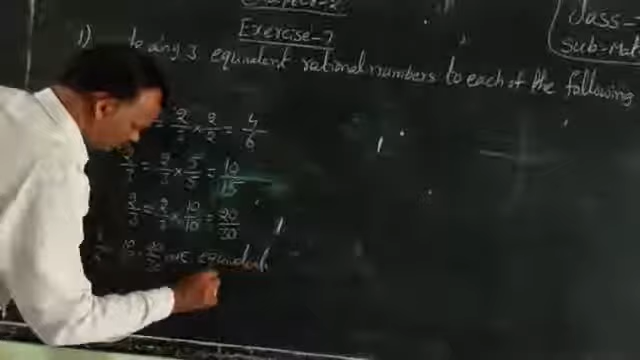 Exercise-7
Class-
Sub-Mat
1) te any 3 equivalent rational numbers to each of the following
2/3 × 2/2 = 4/6
2/3 = 2/3 × 5/5 = 10/15
2/3 = 2/3 × 10/10 = 20/30
are equivalent